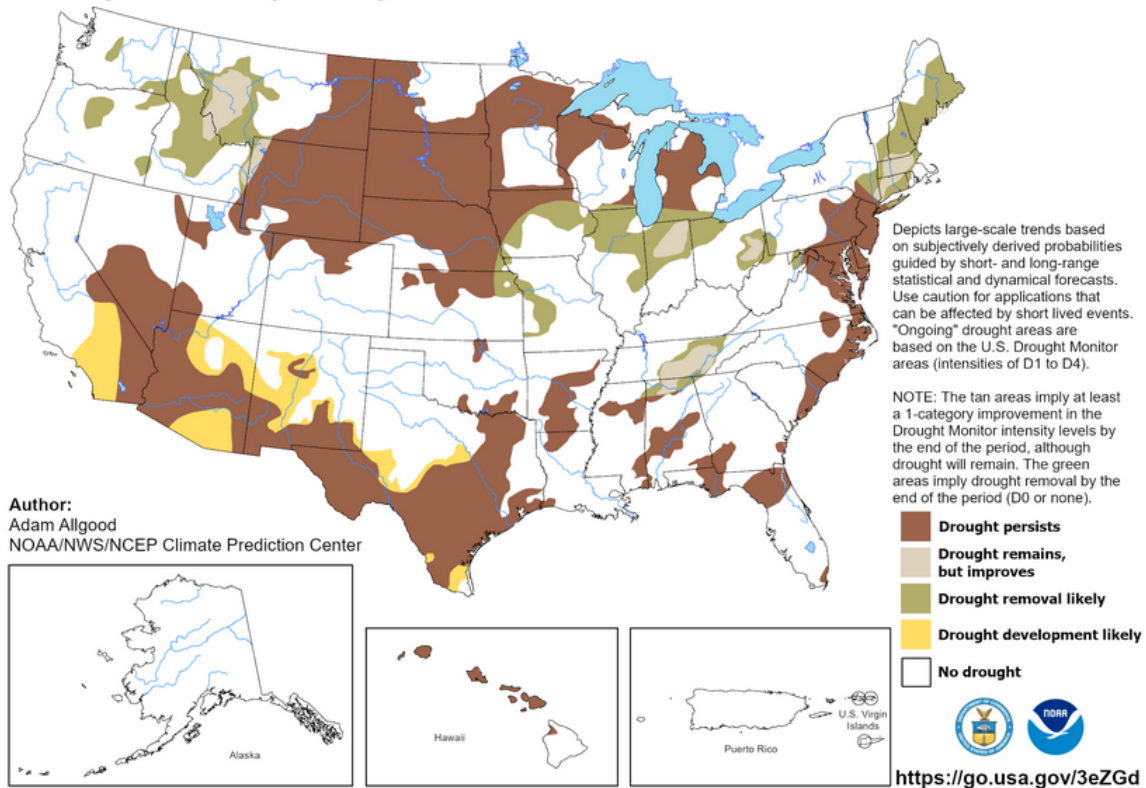 Depicts large-scale trends based
on subjectively derived probabilities
guided by short- and long-range
statistical and dynamical forecasts.
Use caution for applications that
can be affected by short lived events.
"Ongoing" drought areas are
based on the U.S. Drought Monitor
areas (intensities of D1 to D4).
NOTE: The tan areas imply at least
a 1-category improvement in the
Drought Monitor intensity levels by
the end of the period, although
drought will remain. The green
areas imply drought removal by the
end of the period (D0 or none).
Author:
Adam Allgood
NOAA/NWS/NCEP Climate Prediction Center
Drought persists
Drought remains,
but improves
Drought removal likely
Drought development likely
No drought
Alaska
Hawaii
Puerto Rico
U.S. Virgin
Islands
NOAA
https://go.usa.gov/3eZGd